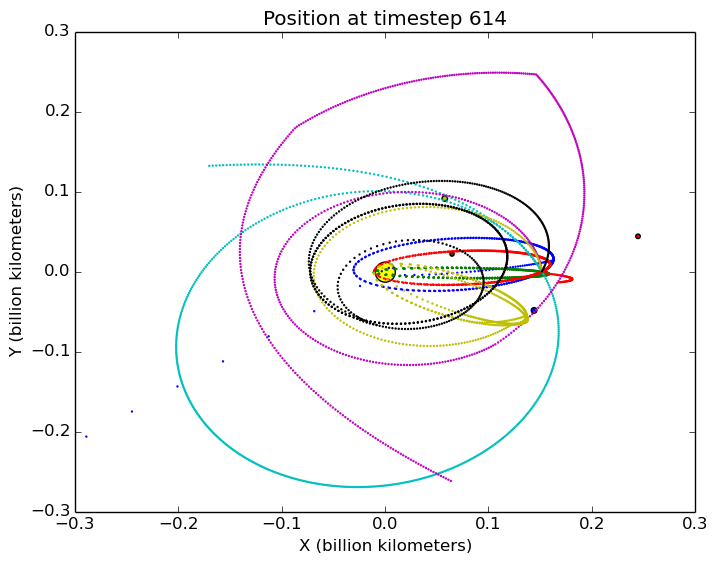 Position at timestep 614
0.3
0.2
0.1
0.0
−0.1
−0.2
−0.3
Y (billion kilometers)
−0.3 −0.2 −0.1 0.0 0.1 0.2 0.3
X (billion kilometers)